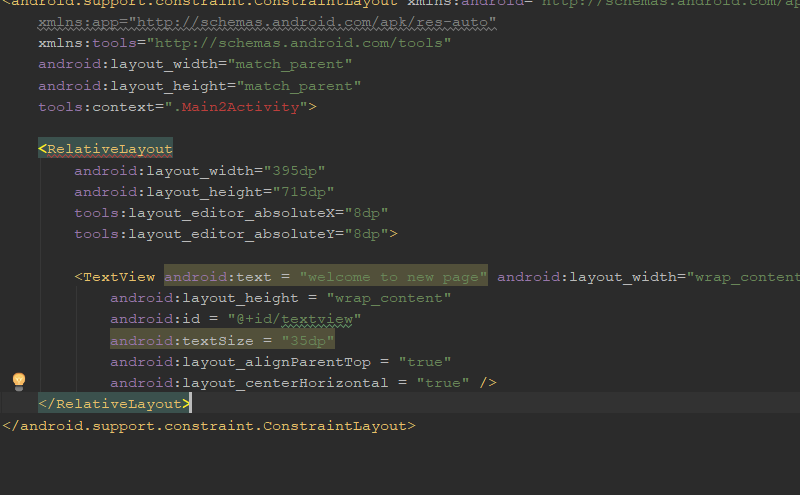 <android.support.constraint.ConstraintLayout xmlns:android="http://schemas.android.com/ap
xmlns:app="http://schemas.android.com/apk/res-auto"
xmlns:tools="http://schemas.android.com/tools"
android:layout_width="match_parent"
android:layout_height="match_parent"
tools:context=".Main2Activity">
<RelativeLayout
android:layout_width="395dp"
android:layout_height="715dp"
tools:layout_editor_absoluteX="8dp"
tools:layout_editor_absoluteY="8dp">
<TextView android:text = "welcome to new page" android:layout_width="wrap_content
android:layout_height = "wrap_content"
android:id = "@+id/textview"
android:textSize = "35dp"
android:layout_alignParentTop = "true"
android:layout_centerHorizontal = "true" />
</RelativeLayout>
</android.support.constraint.ConstraintLayout>